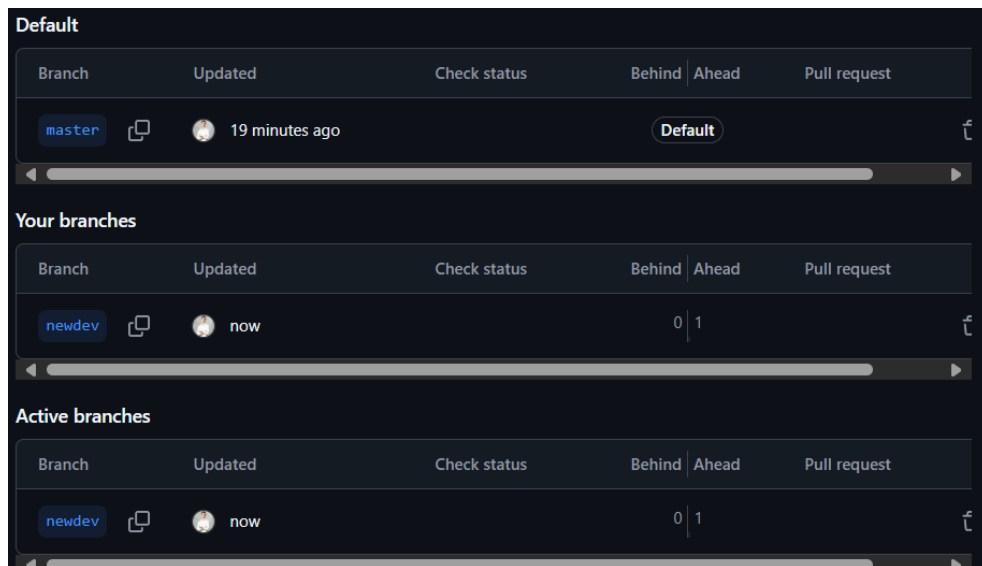 Default
Branch Updated Check status Behind Ahead Pull request
master 19 minutes ago Default
Your branches
Branch Updated Check status Behind Ahead Pull request
newdev now 0 1
Active branches
Branch Updated Check status Behind Ahead Pull request
newdev now 0 1